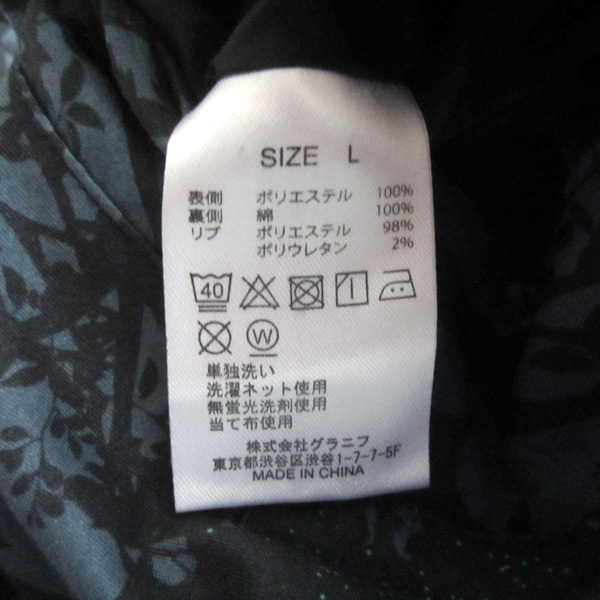 SIZE L
表側 ポリエステル 100%
裏側 綿 100%
リブ ポリエステル 98%
ポリウレタン 2%
40
W
単独洗い
洗濯ネット使用
無蛍光洗剤使用
当て布使用
株式会社グラニフ
東京都渋谷区渋谷1-7-7-5F
MADE IN CHINA